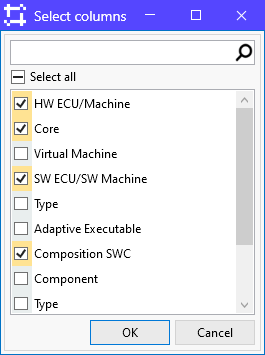 Select columns
Select all
HW ECU/Machine
Core
Virtual Machine
SW ECU/SW Machine
Type
Adaptive Executable
Composition SWC
Component
Type
OK Cancel